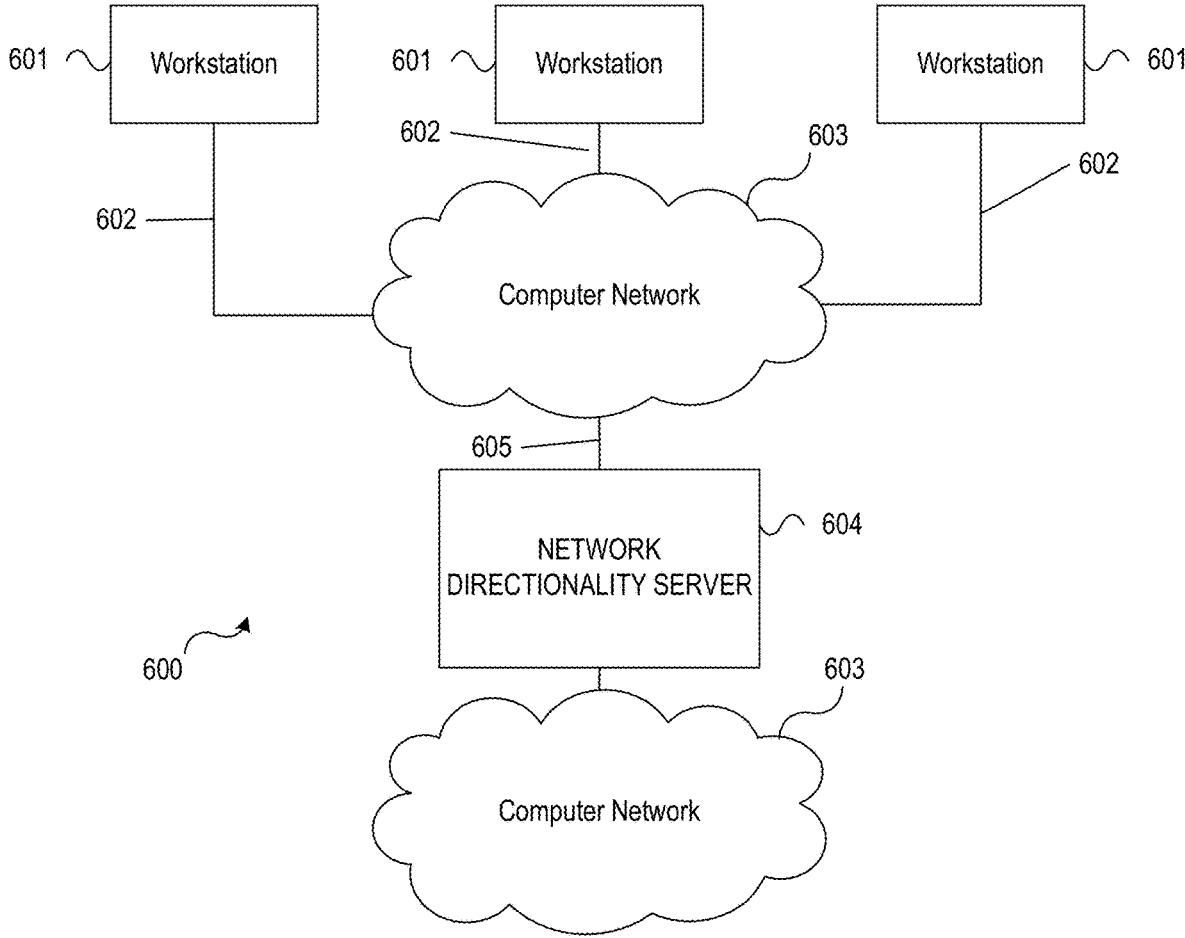 601
Workstation
601
Workstation
Workstation
601
602
603
602
602
Computer Network
605
604
NETWORK
DIRECTIONALITY SERVER
600
603
Computer Network